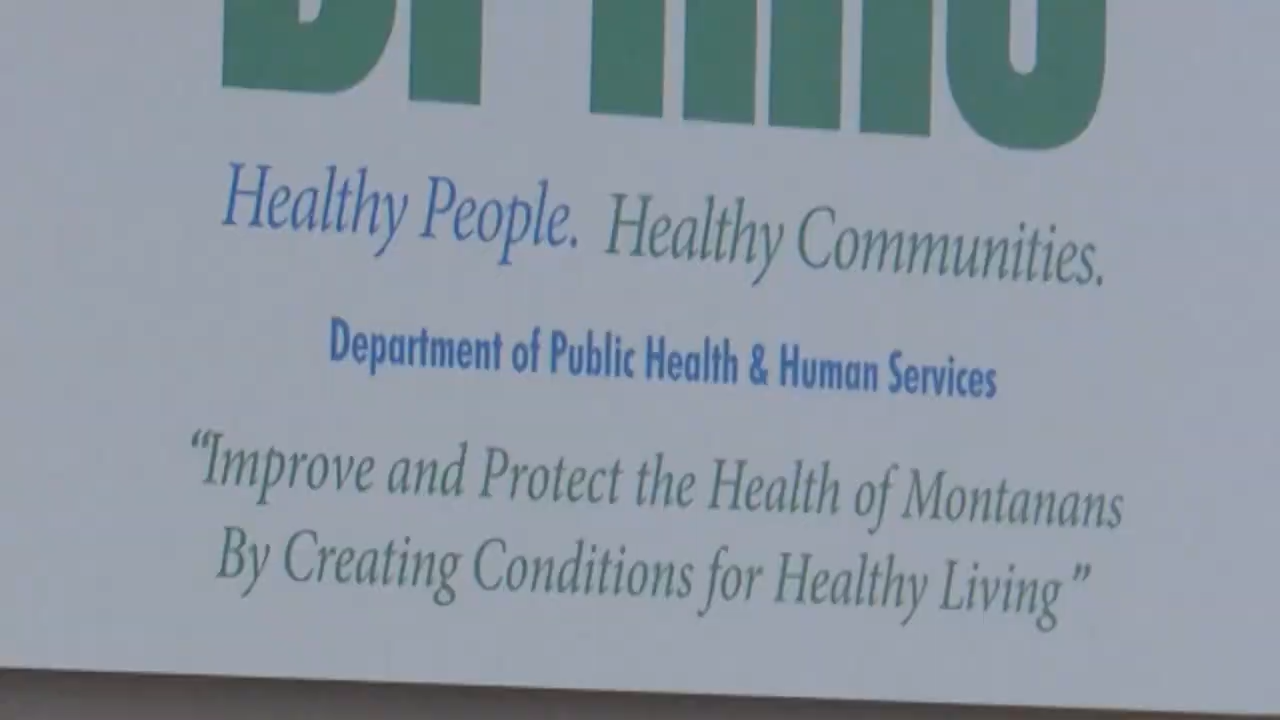 DPHHS
Healthy People. Healthy Communities.
Department of Public Health & Human Services
“Improve and Protect the Health of Montanans
By Creating Conditions for Healthy Living”